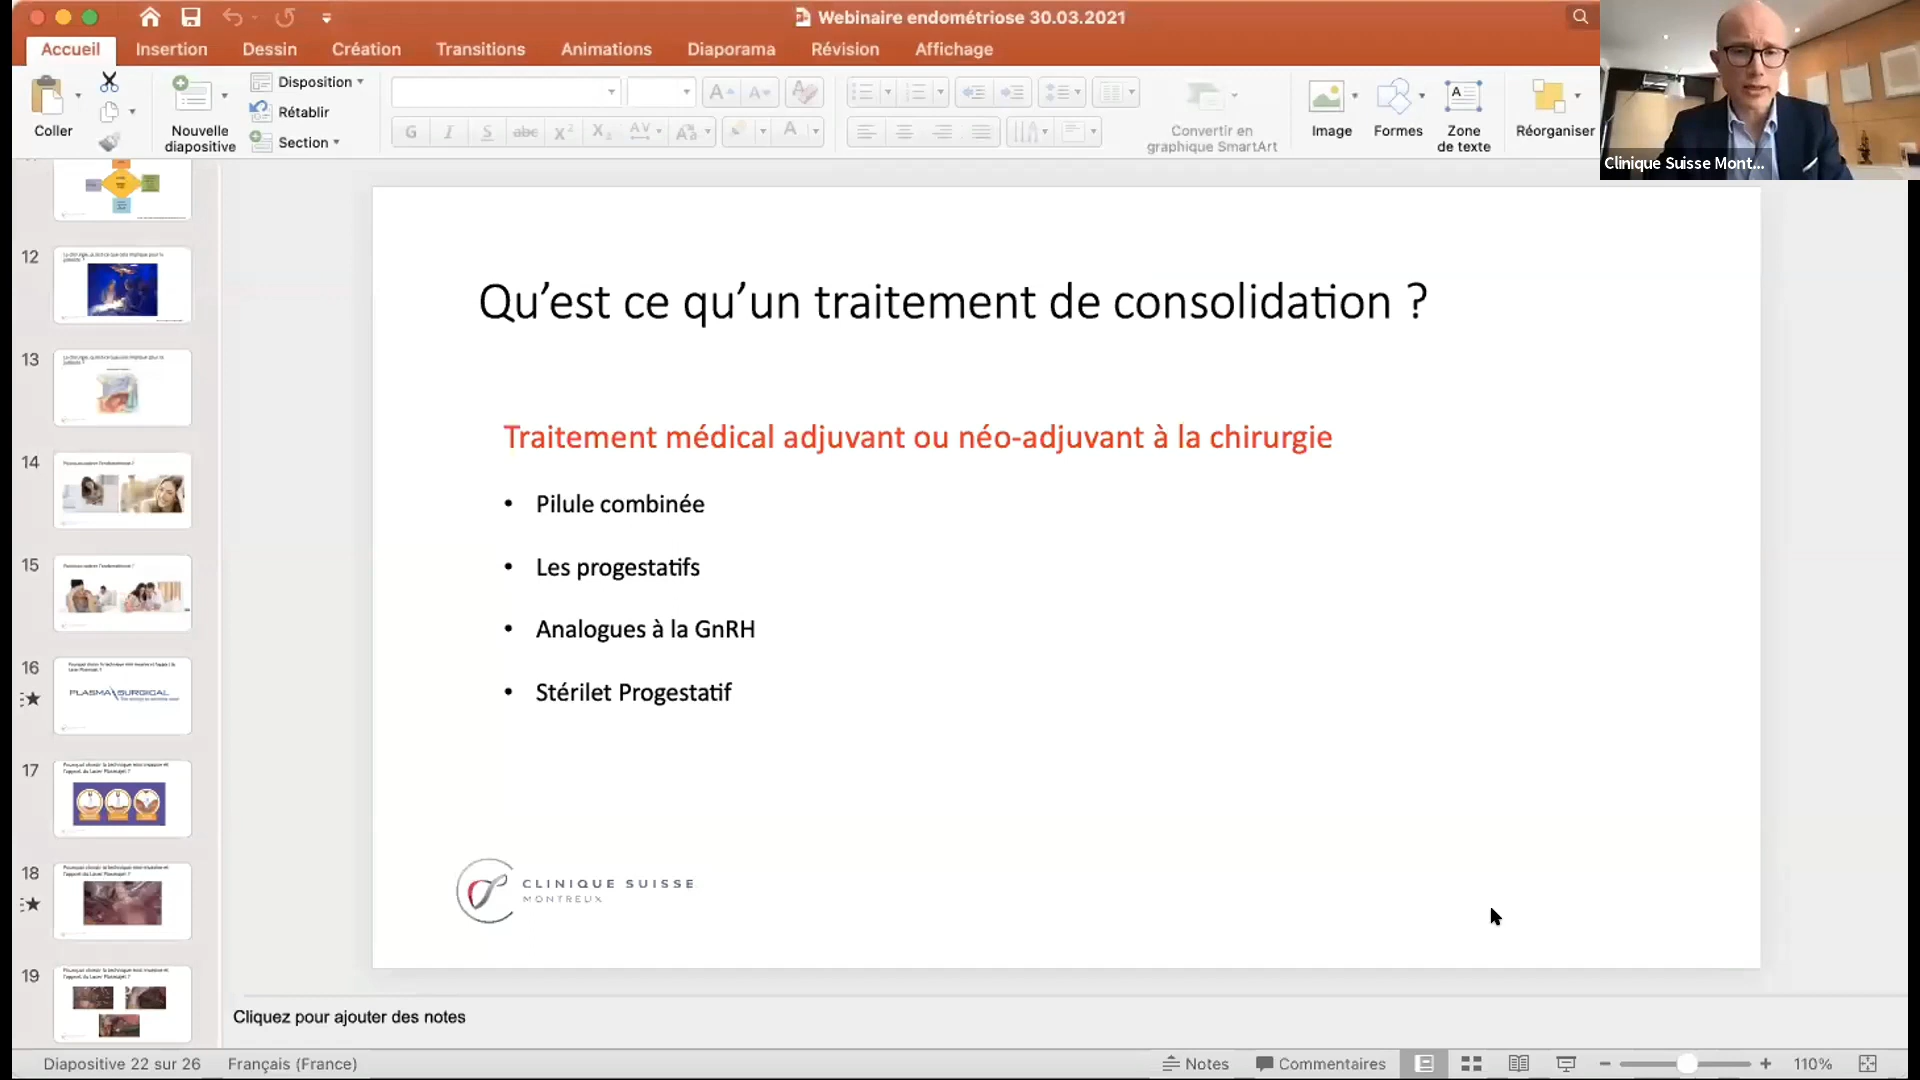 Webinaire endométriose 30.03.2021
Accueil
Insertion
Dessin
Création
Transitions
Animations
Diaporama
Révision
Affichage
Coller
Nouvelle
diapositive
Disposition
Rétablir
Section
Convertir en
graphique SmartArt
Image
Formes
Zone
de texte
Réorganiser
Clinique Suisse Mont...
12
13
14
15
16
PLASMA SURGICAL
17
18
19
Qu’est ce qu’un traitement de consolidation ?
Traitement médical adjuvant ou néo-adjuvant à la chirurgie
• Pilule combinée
• Les progestatifs
• Analogues à la GnRH
• Stérilet Progestatif
CLINIQUE SUISSE
MONTREUX
Cliquez pour ajouter des notes
Diapositive 22 sur 26
Français (France)
Notes
Commentaires
110%